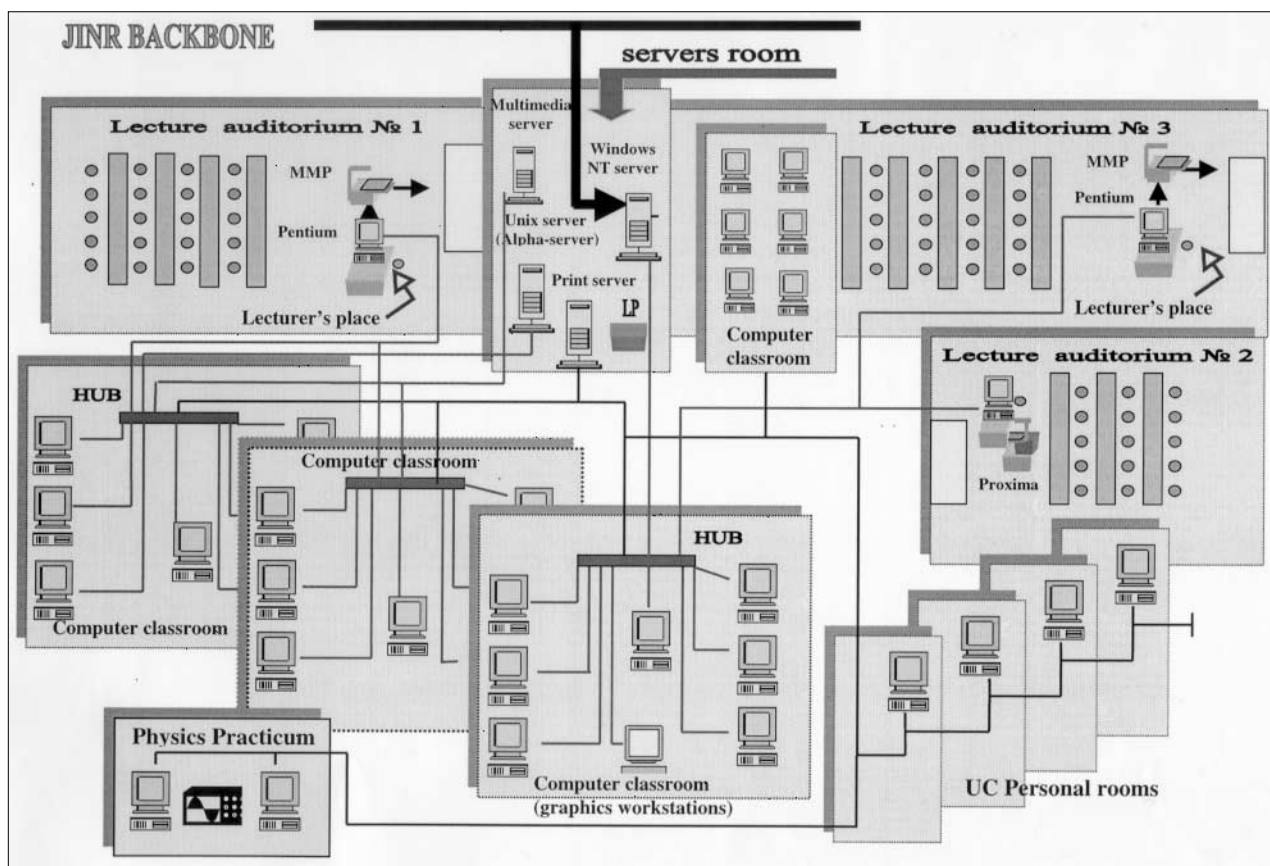 JINR BACKBONE
servers room
Multimedia
server
Windows
NT server
Unix server
(Alpha-server)
Print server
LP
Lecture auditorium № 1
MMP
Pentium
Lecturer's place
Computer
classroom
Lecture auditorium № 3
MMP
Pentium
Lecturer's place
Lecture auditorium № 2
Proxima
HUB
Computer classroom
Computer classroom
HUB
Computer classroom
(graphics workstations)
Physics Practicum
UC Personal rooms